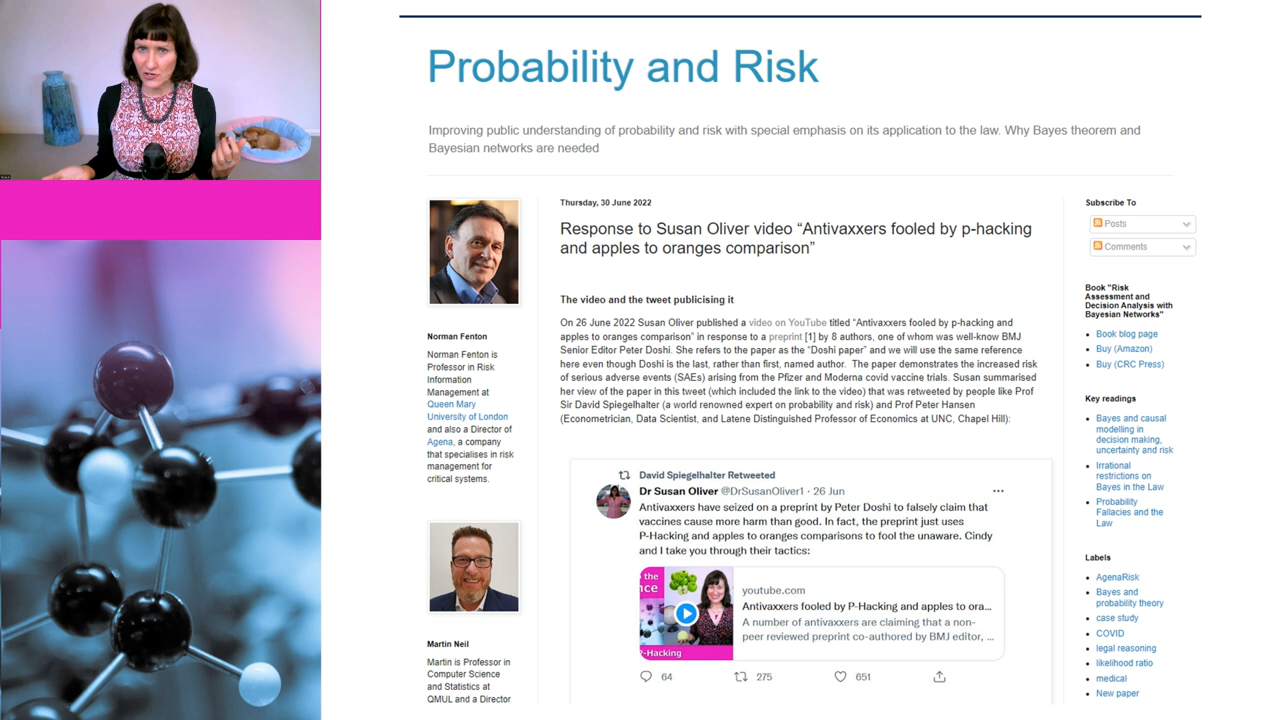 Probability and Risk
Improving public understanding of probability and risk with special emphasis on its application to the law. Why Bayes theorem and
Bayesian networks are needed
Norman Fenton
Norman Fenton is
Professor in Risk
Information
Management at
Queen Mary
University of London
and also a Director of
Agena, a company
that specialises in risk
management for
critical systems.
Martin Neil
Martin is Professor in
Computer Science
and Statistics at
QMUL and a Director
Thursday, 30 June 2022
Response to Susan Oliver video “Antivaxxers fooled by p-hacking
and apples to oranges comparison”
The video and the tweet publicising it
On 26 June 2022 Susan Oliver published a video on YouTube titled “Antivaxxers fooled by p-hacking and
apples to oranges comparison” in response to a preprint [1] by 8 authors, one of whom was well-know BMJ
Senior Editor Peter Doshi. She refers to the paper as the “Doshi paper” and we will use the same reference
here even though Doshi is the last, rather than first, named author. The paper demonstrates the increased risk
of serious adverse events (SAEs) arising from the Pfizer and Moderna covid vaccine trials. Susan summarised
her view of the paper in this tweet (which included the link to the video) that was retweeted by people like Prof
Sir David Spiegelhalter (a world renowned expert on probability and risk) and Prof Peter Hansen
(Econometrician, Data Scientist, and Latene Distinguished Professor of Economics at UNC, Chapel Hill):
David Spiegelhalter Retweeted
Dr Susan Oliver @DrSusanOliver1 · 26 Jun
Antivaxxers have seized on a preprint by Peter Doshi to falsely claim that
vaccines cause more harm than good. In fact, the preprint just uses
P-Hacking and apples to oranges comparisons to fool the unaware. Cindy
and I take you through their tactics:
the
nce
P-Hacking
youtube.com
Antivaxxers fooled by P-Hacking and apples to ora...
A number of antivaxxers are claiming that a non-
peer reviewed preprint co-authored by BMJ editor, ...
64 275 651
Subscribe To
Posts
Comments
Book "Risk
Assessment and
Decision Analysis with
Bayesian Networks"
Book blog page
Buy (Amazon)
Buy (CRC Press)
Key readings
Bayes and causal
modelling in
decision making,
uncertainty and risk
Irrational
restrictions on
Bayes in the Law
Probability
Fallacies and the
Law
Labels
AgenaRisk
Bayes and
probability theory
case study
COVID
legal reasoning
likelihood ratio
medical
New paper